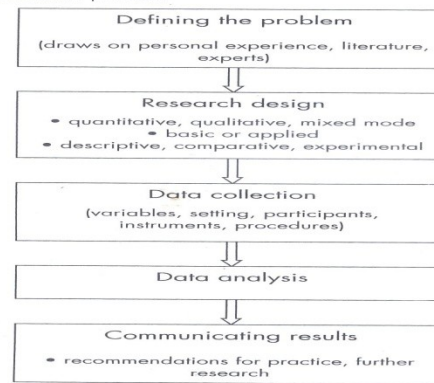 Defining the problem
(draws on personal experience, literature,
experts)
Research design
• quantitative, qualitative, mixed mode
• basic or applied
• descriptive, comparative, experimental
Data collection
(variables, setting, participants,
instruments, procedures)
Data analysis
Communicating results
• recommendations for practice, further
research